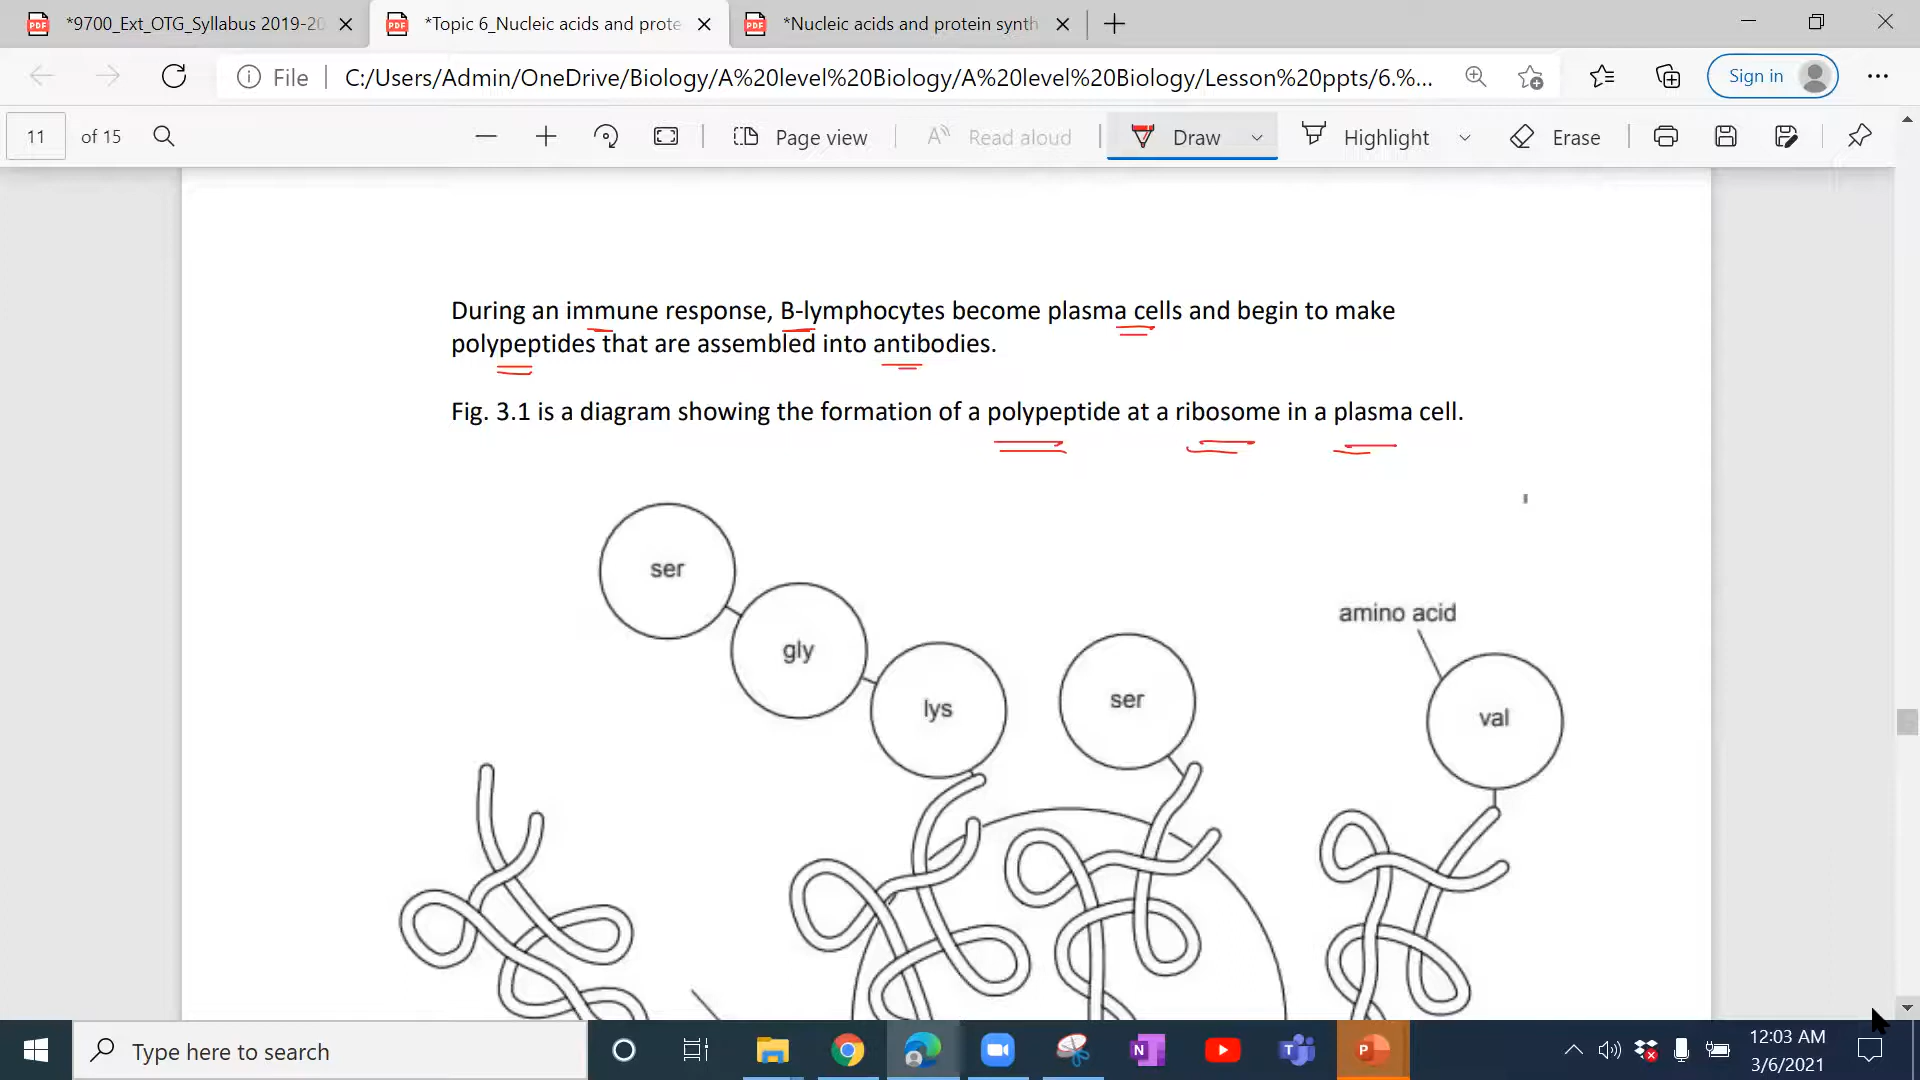 *9700_Ext_OTG_Syllabus 2019-20
*Topic 6_Nucleic acids and prote
*Nucleic acids and protein synth
File
C:/Users/Admin/OneDrive/Biology/A%20level%20Biology/A%20level%20Biology/Lesson%20ppts/6.%...
Sign in
11 of 15
Page view
Read aloud
Draw
Highlight
Erase
During an immune response, B-lymphocytes become plasma cells and begin to make
polypeptides that are assembled into antibodies.
Fig. 3.1 is a diagram showing the formation of a polypeptide at a ribosome in a plasma cell.
ser
gly
lys
ser
amino acid
val
Type here to search
12:03 AM
3/6/2021